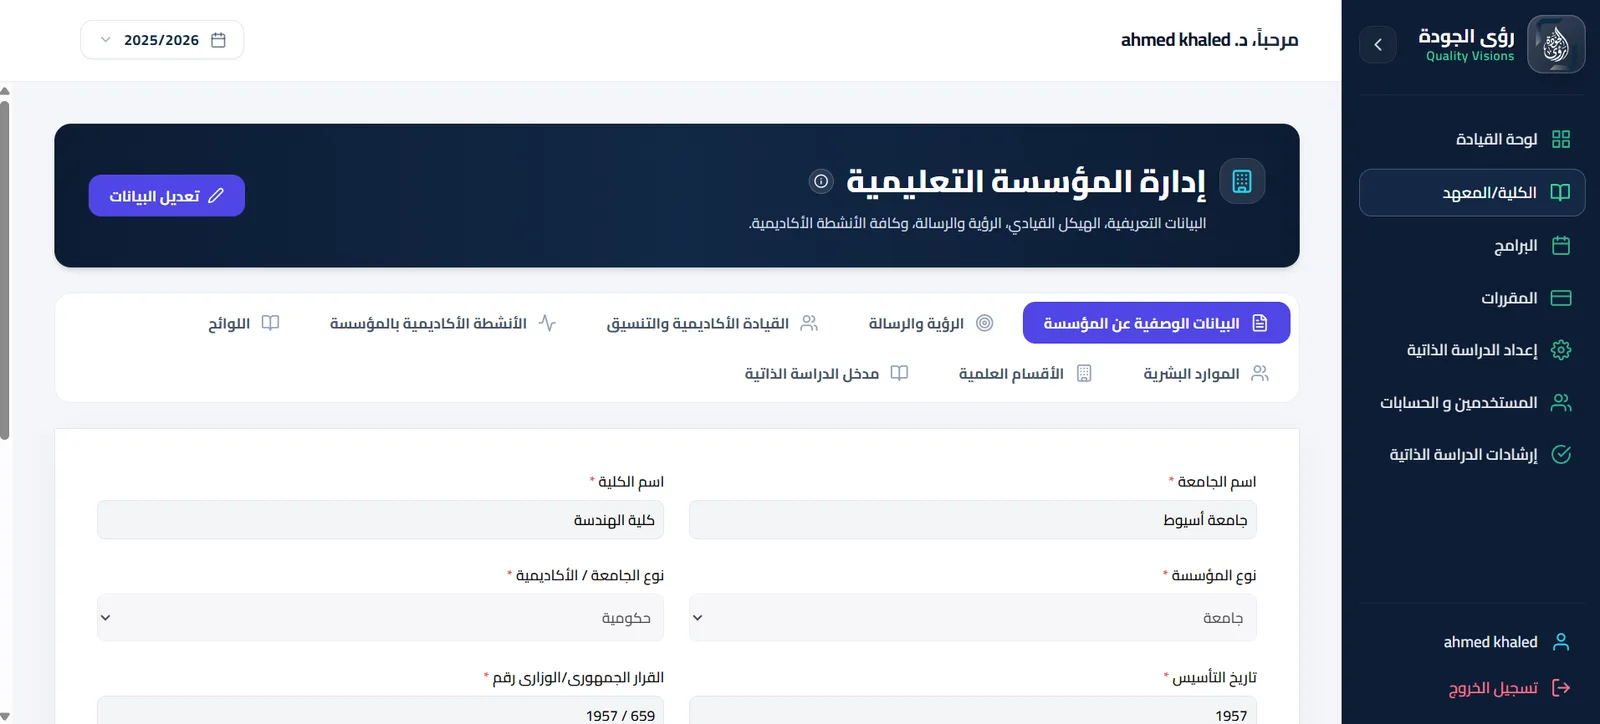 رؤى الجودة
Quality Visions
لوحة القيادة
الكلية/المعهد
البرامج
المقررات
إعداد الدراسة الذاتية
المستخدمين و الحسابات
إرشادات الدراسة الذاتية
ahmed khaled
تسجيل الخروج
مرحباً، د. ahmed khaled
2025/2026
إدارة المؤسسة التعليمية
البيانات التعريفية، الهيكل القيادي، الرؤية والرسالة، وكافة الأنشطة الأكاديمية.
تعديل البيانات
البيانات الوصفية عن المؤسسة
الرؤية والرسالة
القيادة الأكاديمية والتنسيق
الأنشطة الأكاديمية بالمؤسسة
اللوائح
الموارد البشرية
الأقسام العلمية
مدخل الدراسة الذاتية
اسم الجامعة *
اسم الكلية *
جامعة أسيوط
كلية الهندسة
نوع المؤسسة *
نوع الجامعة / الأكاديمية *
جامعة
حكومية
تاريخ التأسيس *
القرار الجمهورى/الوزارى رقم *
1957
659 / 1957